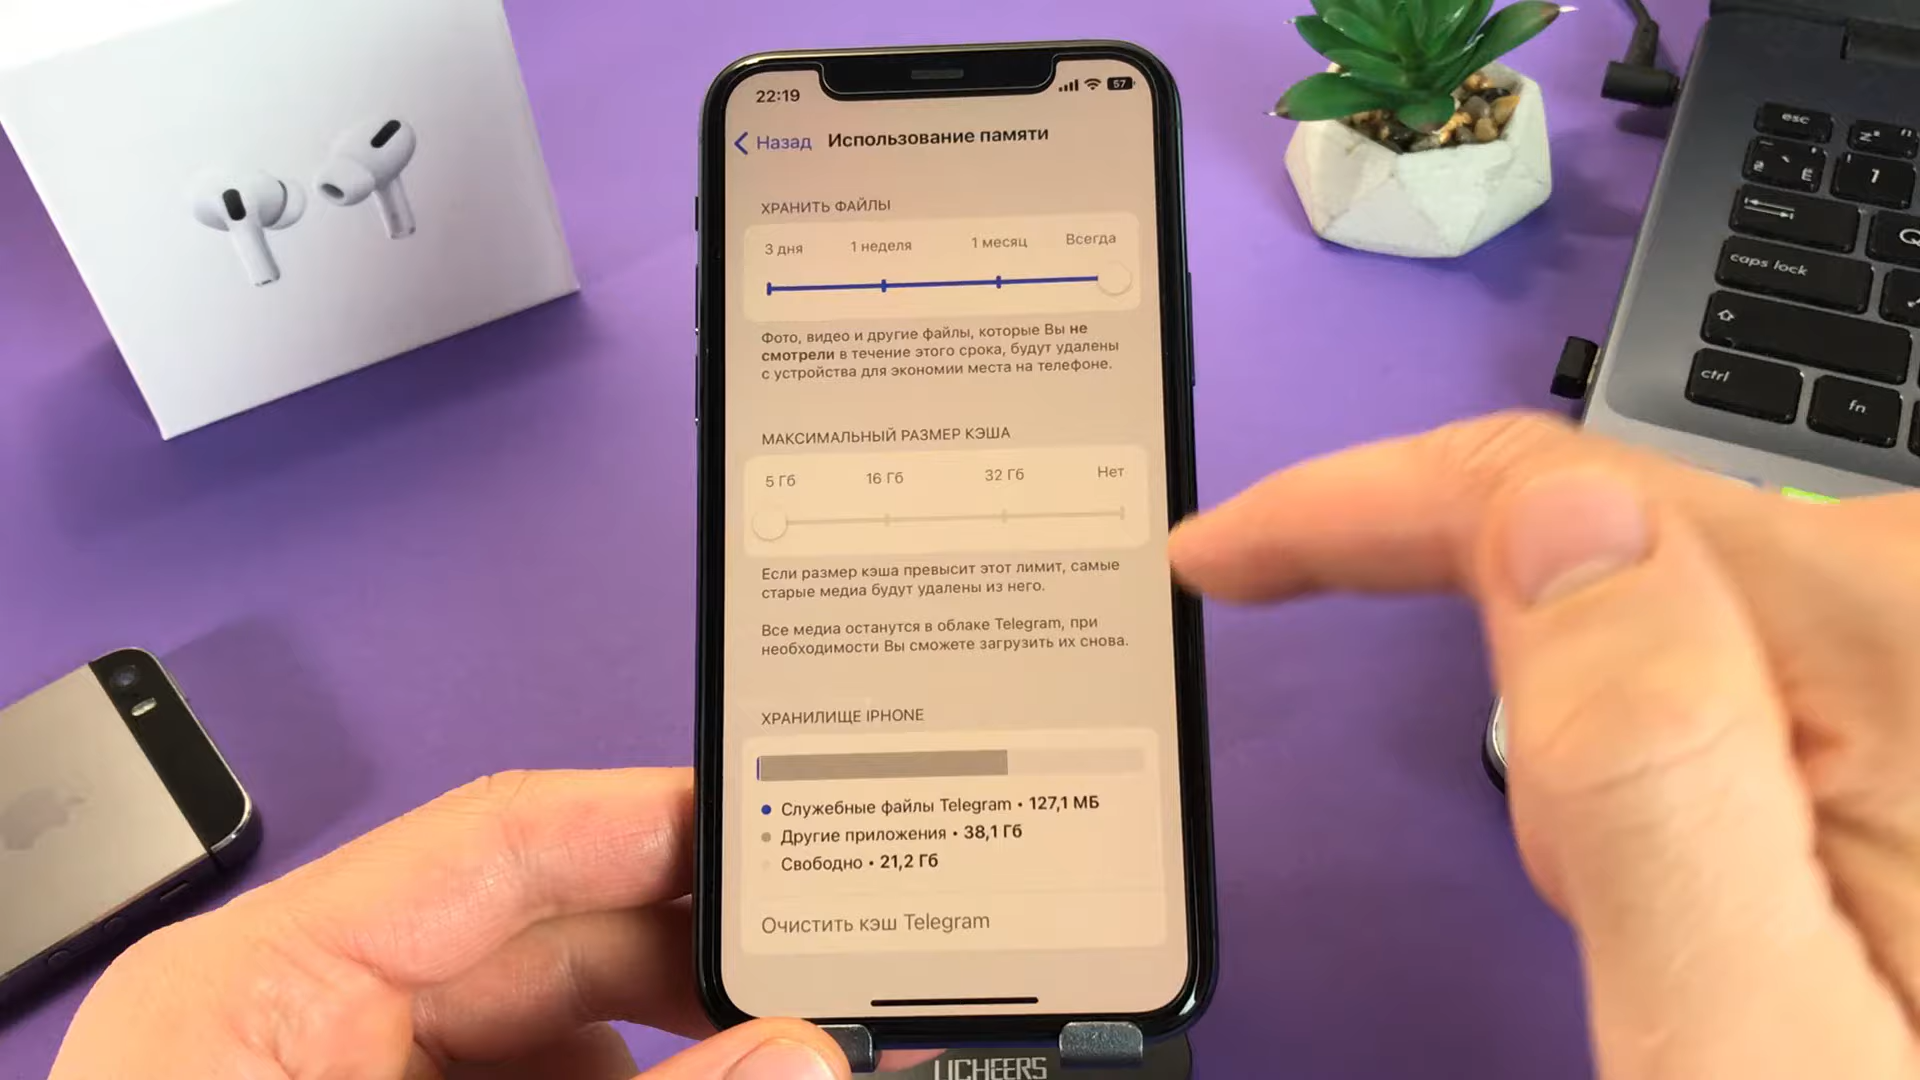 22:19
57
Назад
Использование памяти
ХРАНИТЬ ФАЙЛЫ
3 дня 1 неделя 1 месяц Всегда
Фото, видео и другие файлы, которые Вы не
смотрели в течение этого срока, будут удалены
с устройства для экономии места на телефоне.
МАКСИМАЛЬНЫЙ РАЗМЕР КЭША
5 Гб 16 Гб 32 Гб Нет
Если размер кэша превысит этот лимит, самые
старые медиа будут удалены из него.
Все медиа останутся в облаке Telegram, при
необходимости Вы сможете загрузить их снова.
ХРАНИЛИЩЕ IPHONE
Служебные файлы Telegram • 127,1 МБ
Другие приложения • 38,1 Гб
Свободно • 21,2 Гб
Очистить кэш Telegram
LICHEERS
esc
caps lock
ctrl
fn